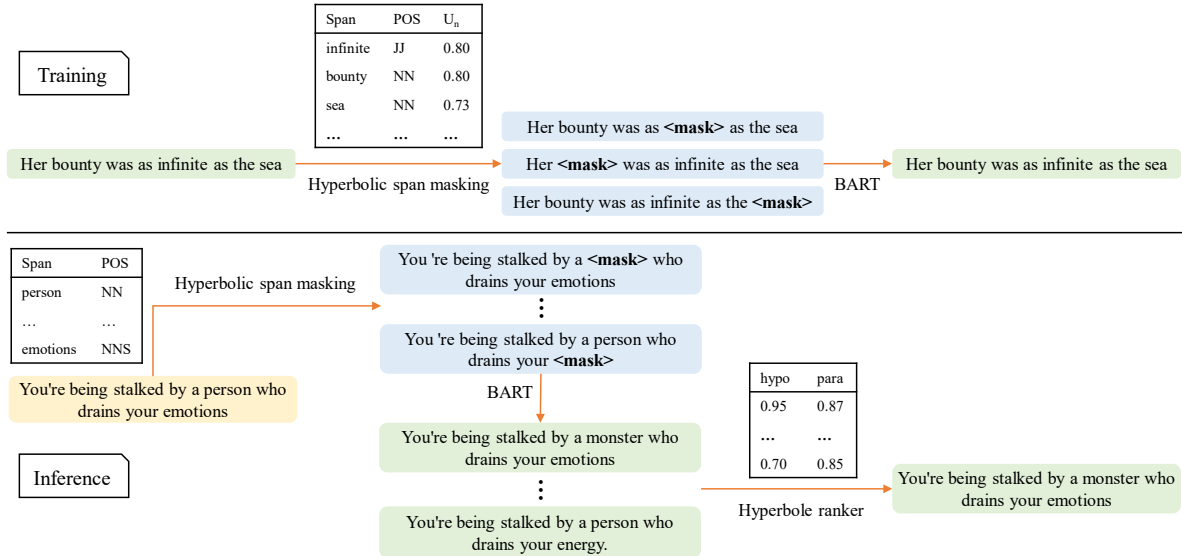 Span POS Uₙ
infinite JJ 0.80
bounty NN 0.80
sea NN 0.73
... ... ...
Training
Her bounty was as infinite as the sea
Hyperbolic span masking
Her bounty was as <mask> as the sea
Her <mask> was as infinite as the sea
Her bounty was as infinite as the <mask>
BART
Her bounty was as infinite as the sea
Span POS
person NN
... ...
emotions NNS
You're being stalked by a person who
drains your emotions
Inference
Hyperbolic span masking
You 're being stalked by a <mask> who
drains your emotions
⋮
You 're being stalked by a person who
drains your <mask>
BART
You're being stalked by a monster who
drains your emotions
⋮
You're being stalked by a person who
drains your energy.
hypo para
0.95 0.87
... ...
0.70 0.85
Hyperbole ranker
You're being stalked by a monster who
drains your emotions